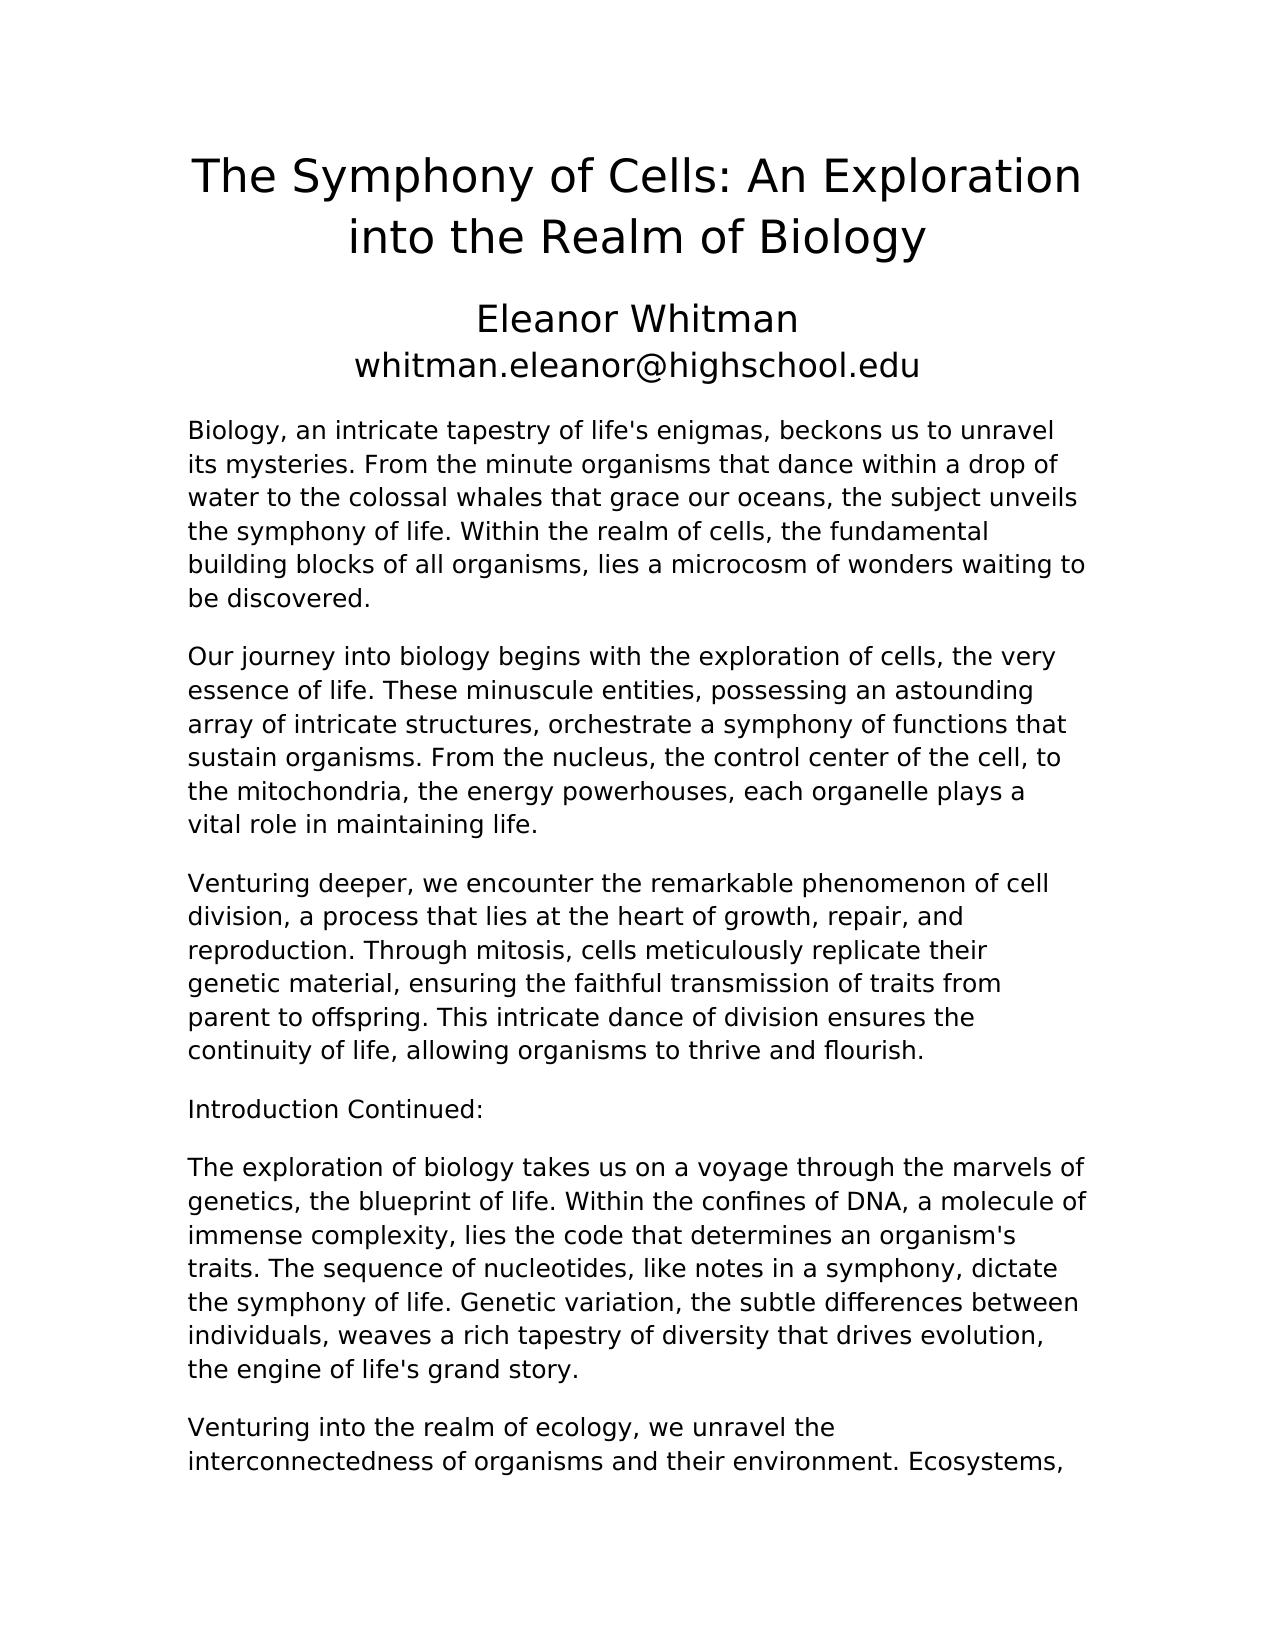 The Symphony of Cells: An Exploration
into the Realm of Biology
Eleanor Whitman
whitman.eleanor@highschool.edu
Biology, an intricate tapestry of life's enigmas, beckons us to unravel
its mysteries. From the minute organisms that dance within a drop of
water to the colossal whales that grace our oceans, the subject unveils
the symphony of life. Within the realm of cells, the fundamental
building blocks of all organisms, lies a microcosm of wonders waiting to
be discovered.
Our journey into biology begins with the exploration of cells, the very
essence of life. These minuscule entities, possessing an astounding
array of intricate structures, orchestrate a symphony of functions that
sustain organisms. From the nucleus, the control center of the cell, to
the mitochondria, the energy powerhouses, each organelle plays a
vital role in maintaining life.
Venturing deeper, we encounter the remarkable phenomenon of cell
division, a process that lies at the heart of growth, repair, and
reproduction. Through mitosis, cells meticulously replicate their
genetic material, ensuring the faithful transmission of traits from
parent to offspring. This intricate dance of division ensures the
continuity of life, allowing organisms to thrive and flourish.
Introduction Continued:
The exploration of biology takes us on a voyage through the marvels of
genetics, the blueprint of life. Within the confines of DNA, a molecule of
immense complexity, lies the code that determines an organism's
traits. The sequence of nucleotides, like notes in a symphony, dictate
the symphony of life. Genetic variation, the subtle differences between
individuals, weaves a rich tapestry of diversity that drives evolution,
the engine of life's grand story.
Venturing into the realm of ecology, we unravel the
interconnectedness of organisms and their environment. Ecosystems,